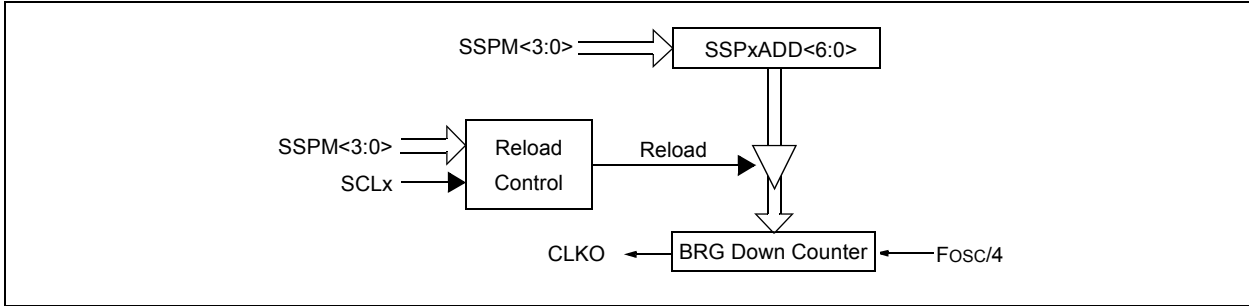 SSPM<3:0>
SSPxADD<6:0>
SSPM<3:0>
SCLx
Reload
Control
Reload
CLKO
BRG Down Counter
FOSC/4